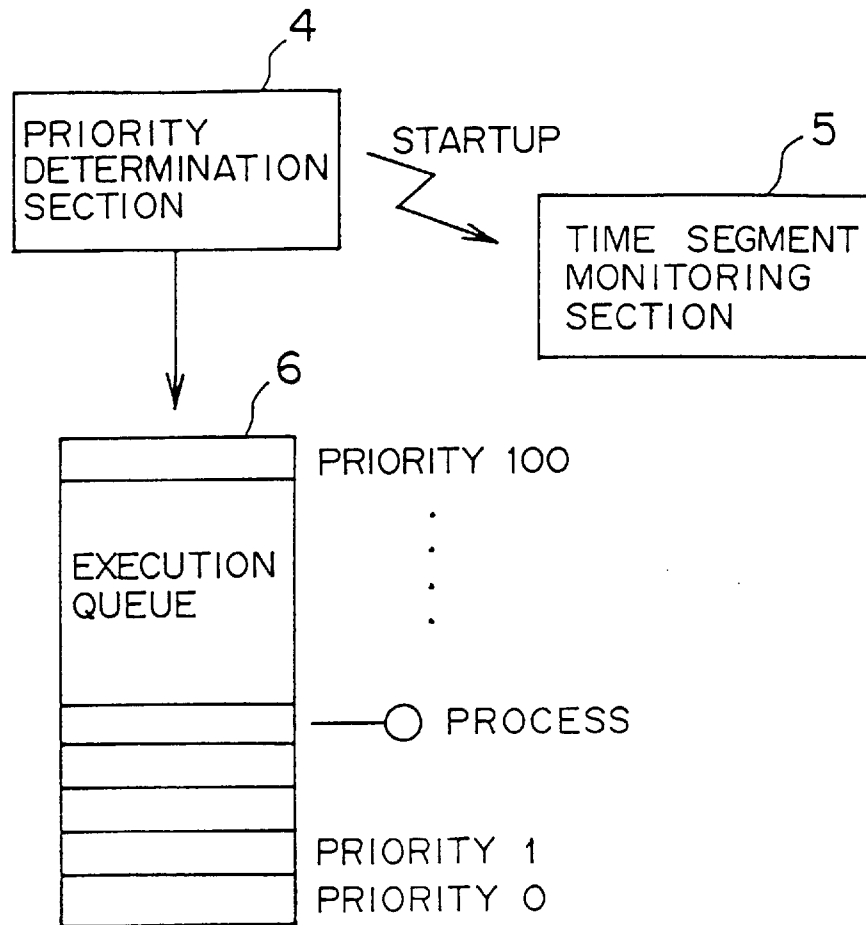 4
PRIORITY
DETERMINATION
SECTION
STARTUP
5
TIME SEGMENT
MONITORING
SECTION
6
PRIORITY 100
EXECUTION
QUEUE
PROCESS
PRIORITY 1
PRIORITY 0